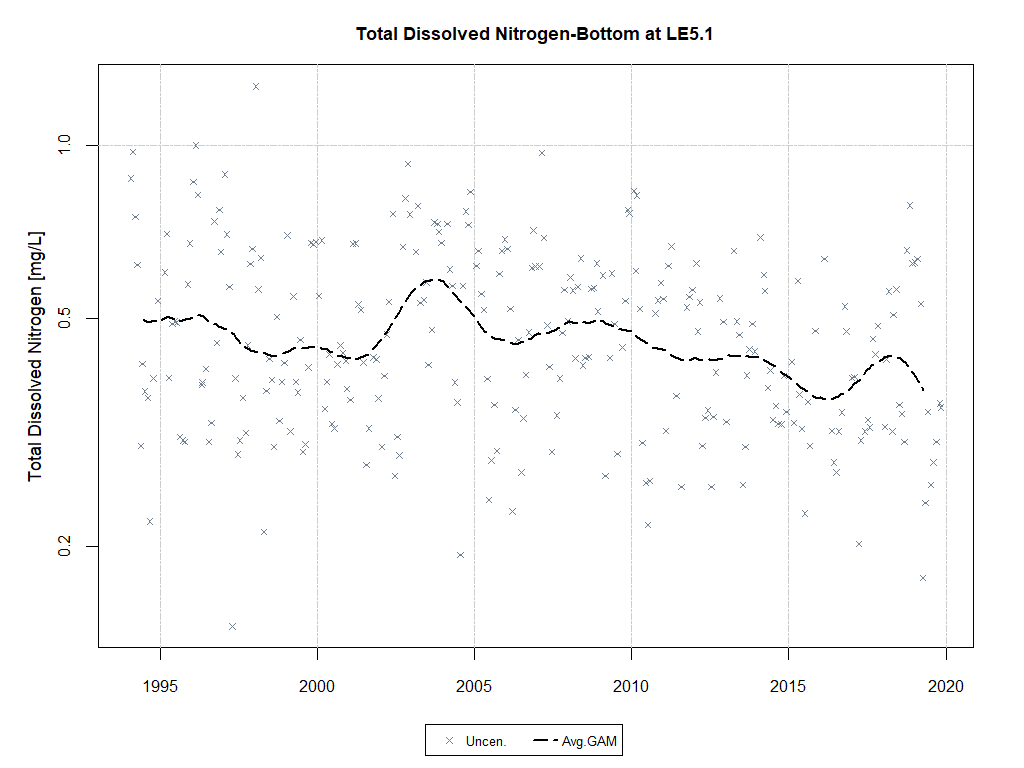 Total Dissolved Nitrogen-Bottom at LE5.1
Total Dissolved Nitrogen [mg/L]
1.0
0.5
0.2
1995 2000 2005 2010 2015 2020
Uncen. Avg.GAM